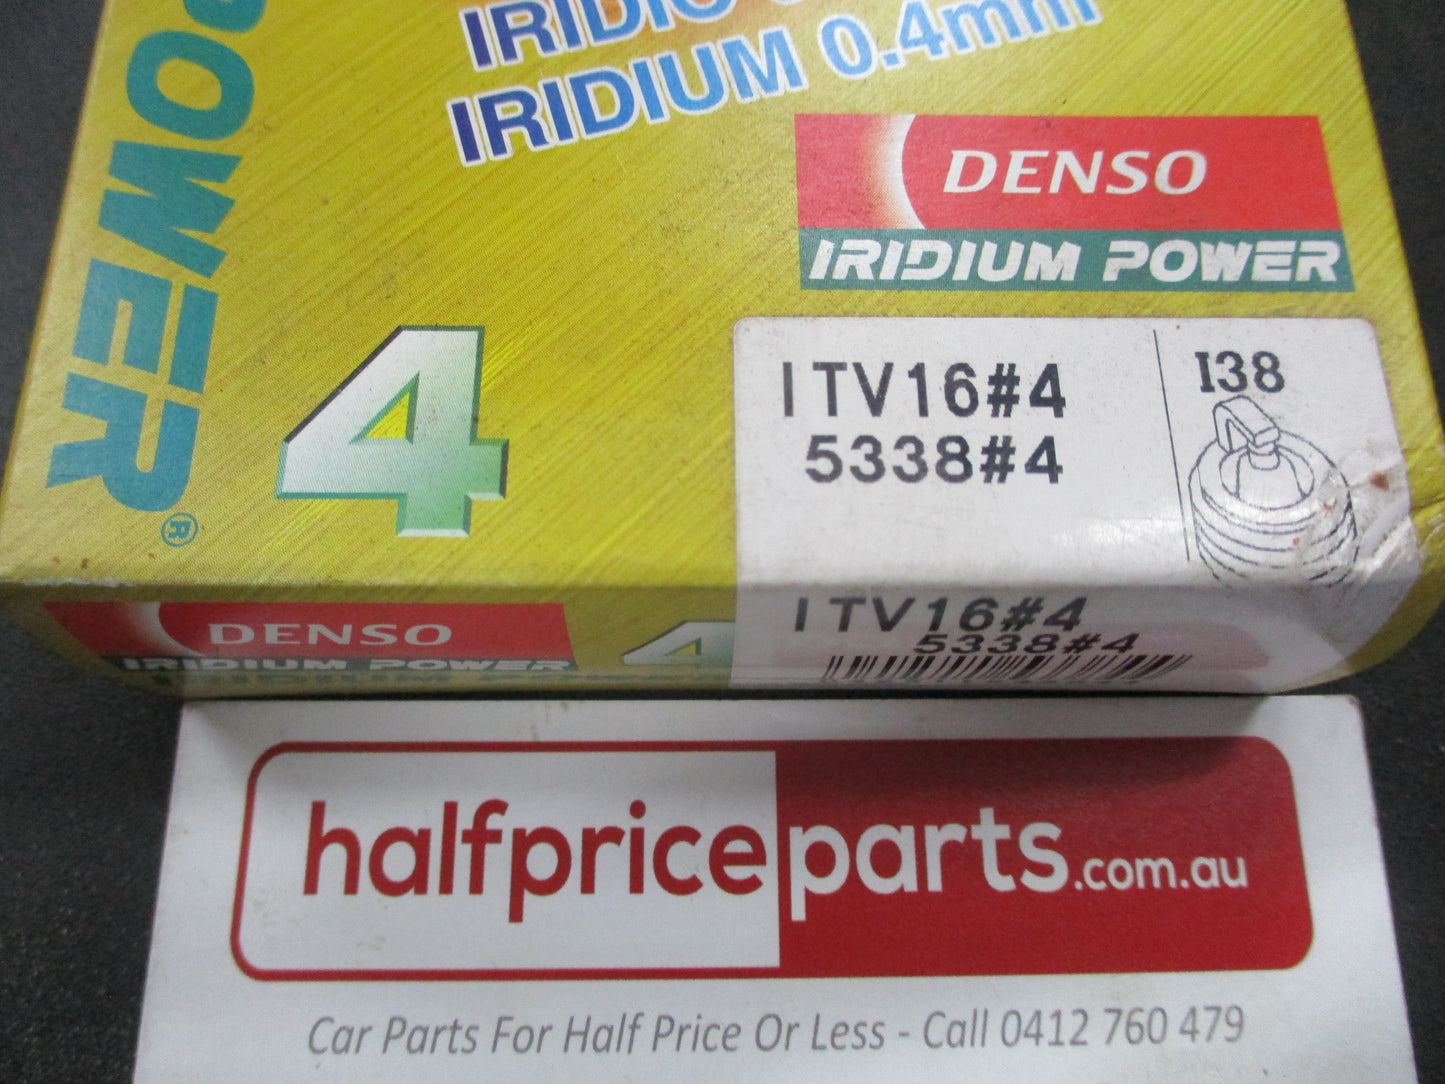 POWER®
IRIDIO
IRIDIUM 0.4mm
DENSO
IRIDIUM POWER
4
ITV16#4
5338#4
I38
DENSO
IRIDIUM POWER
4
ITV16#4
5338#4
halfpriceparts.com.au
Car Parts For Half Price Or Less - Call 0412 760 479